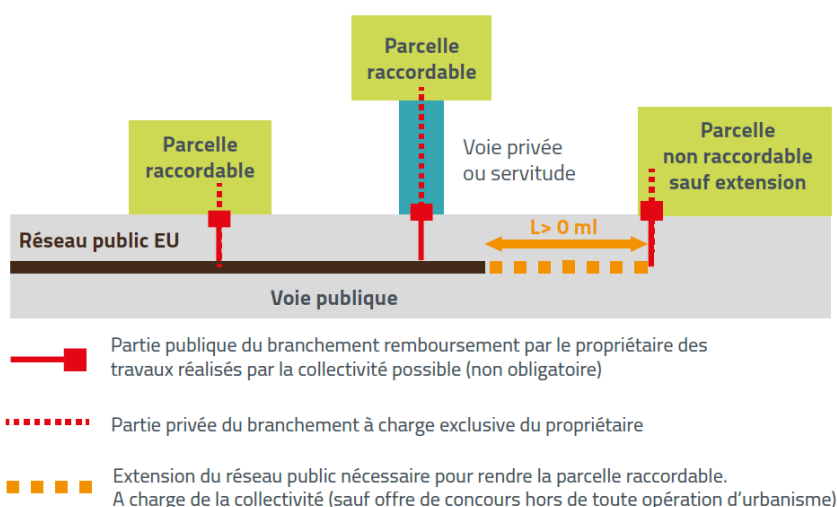 Parcelle
raccordable
Parcelle
raccordable
Voie privée
ou servitude
Parcelle
non raccordable
sauf extension
Réseau public EU
L> 0 ml
Voie publique
Partie publique du branchement remboursement par le propriétaire des
travaux réalisés par la collectivité possible (non obligatoire)
Partie privée du branchement à charge exclusive du propriétaire
Extension du réseau public nécessaire pour rendre la parcelle raccordable.
A charge de la collectivité (sauf offre de concours hors de toute opération d’urbanisme)